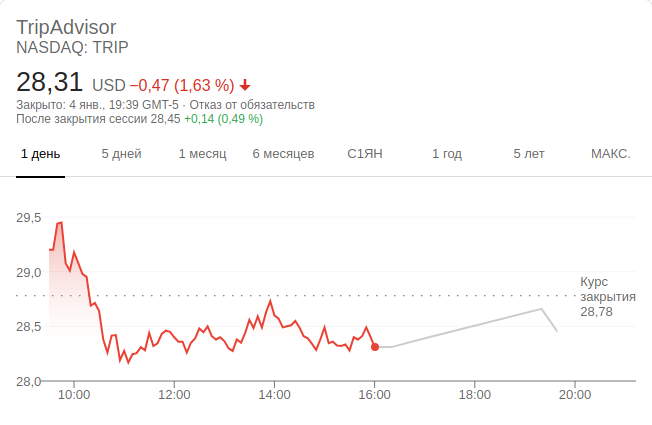 TripAdvisor
NASDAQ: TRIP
28,31 USD −0,47 (1,63 %)
Закрыто: 4 янв., 19:39 GMT-5 · Отказ от обязательств
После закрытия сессии 28,45 +0,14 (0,49 %)
1 день 5 дней 1 месяц 6 месяцев С1ЯН 1 год 5 лет МАКС.
29,5
29,0
Курс
закрытия
28,78
28,5
28,0
10:00 12:00 14:00 16:00 18:00 20:00